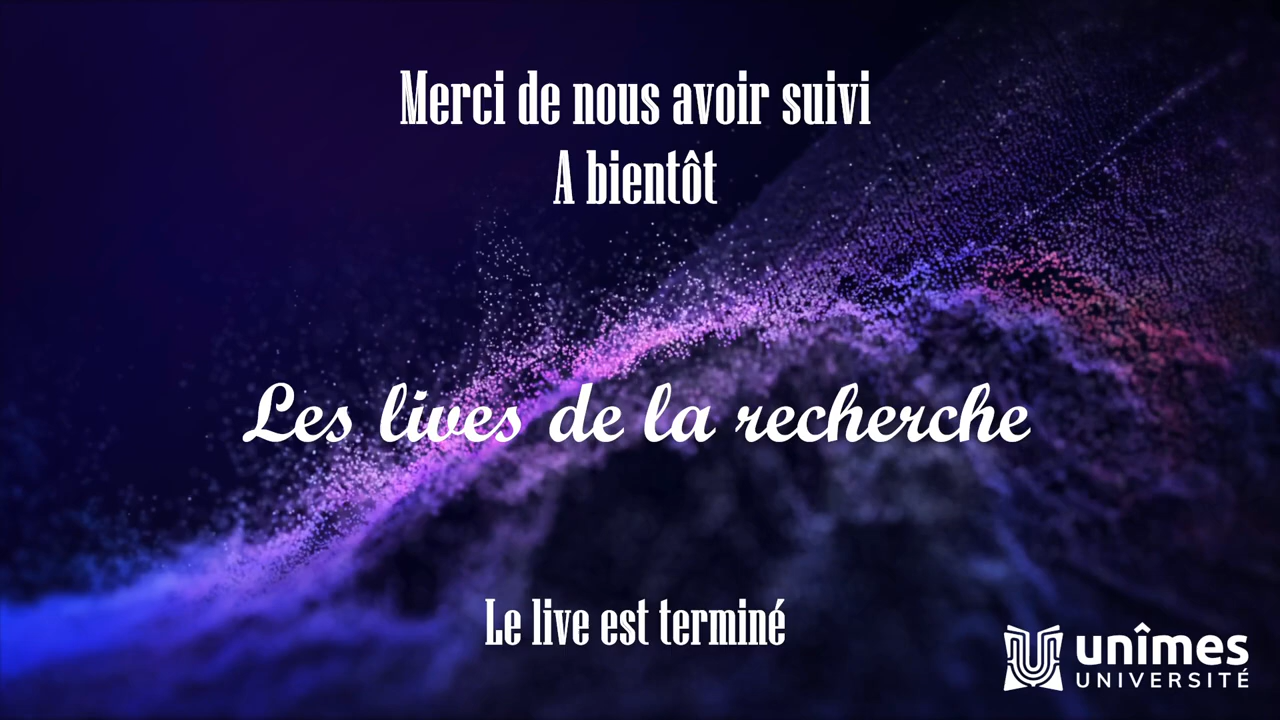 Merci de nous avoir suivi
A bientôt
Les lives de la recherche
Le live est terminé
unîmes
UNIVERSITÉ